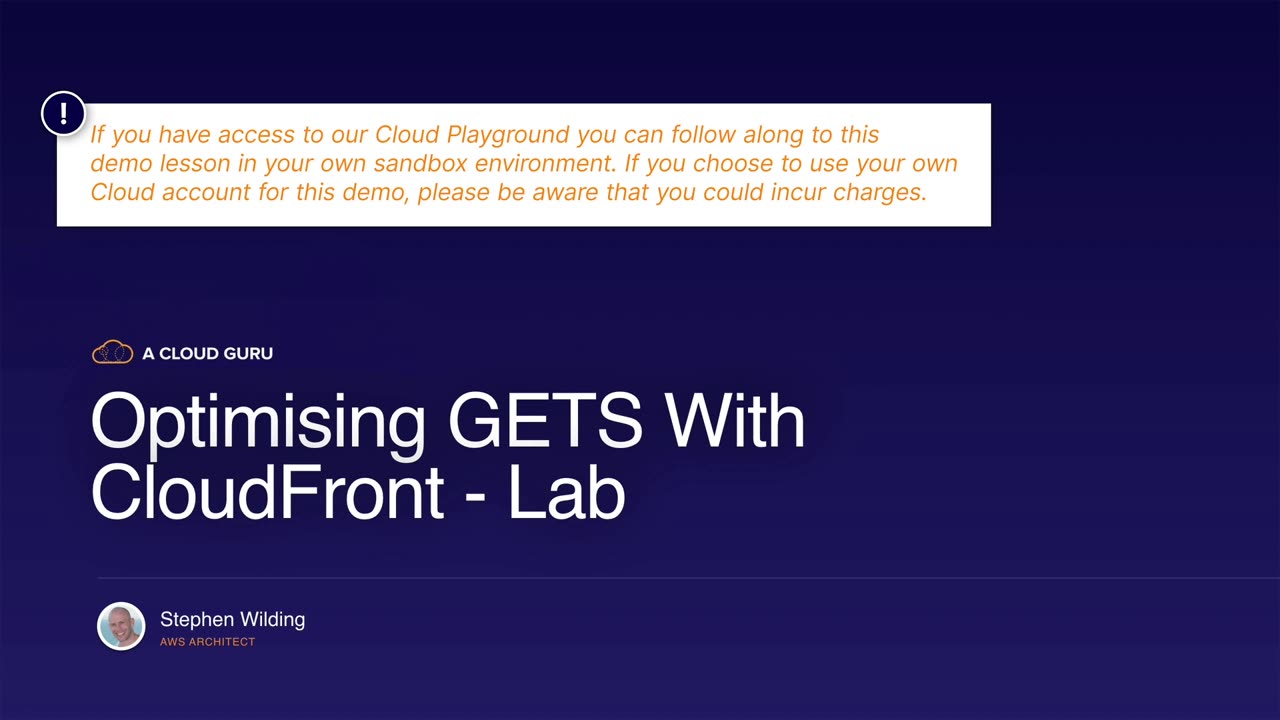 !
If you have access to our Cloud Playground you can follow along to this
demo lesson in your own sandbox environment. If you choose to use your own
Cloud account for this demo, please be aware that you could incur charges.
A CLOUD GURU
Optimising GETS With
CloudFront - Lab
Stephen Wilding
AWS ARCHITECT